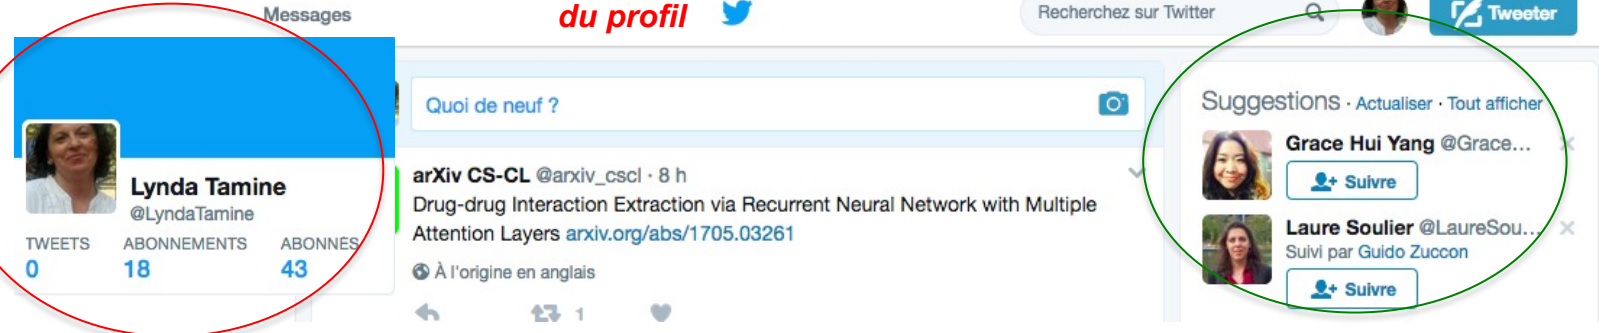 Messages
du profil
Recherchez sur Twitter
Tweeter
Lynda Tamine
@LyndaTamine
TWEETS ABONNEMENTS ABONNÉS
0 18 43
Quoi de neuf ?
arXiv CS-CL @arxiv_cscl · 8 h
Drug-drug Interaction Extraction via Recurrent Neural Network with Multiple
Attention Layers arxiv.org/abs/1705.03261
À l'origine en anglais
1
Suggestions · Actualiser · Tout afficher
Grace Hui Yang @Grace...
Suivre
Laure Soulier @LaureSou...
Suivi par Guido Zuccon
Suivre